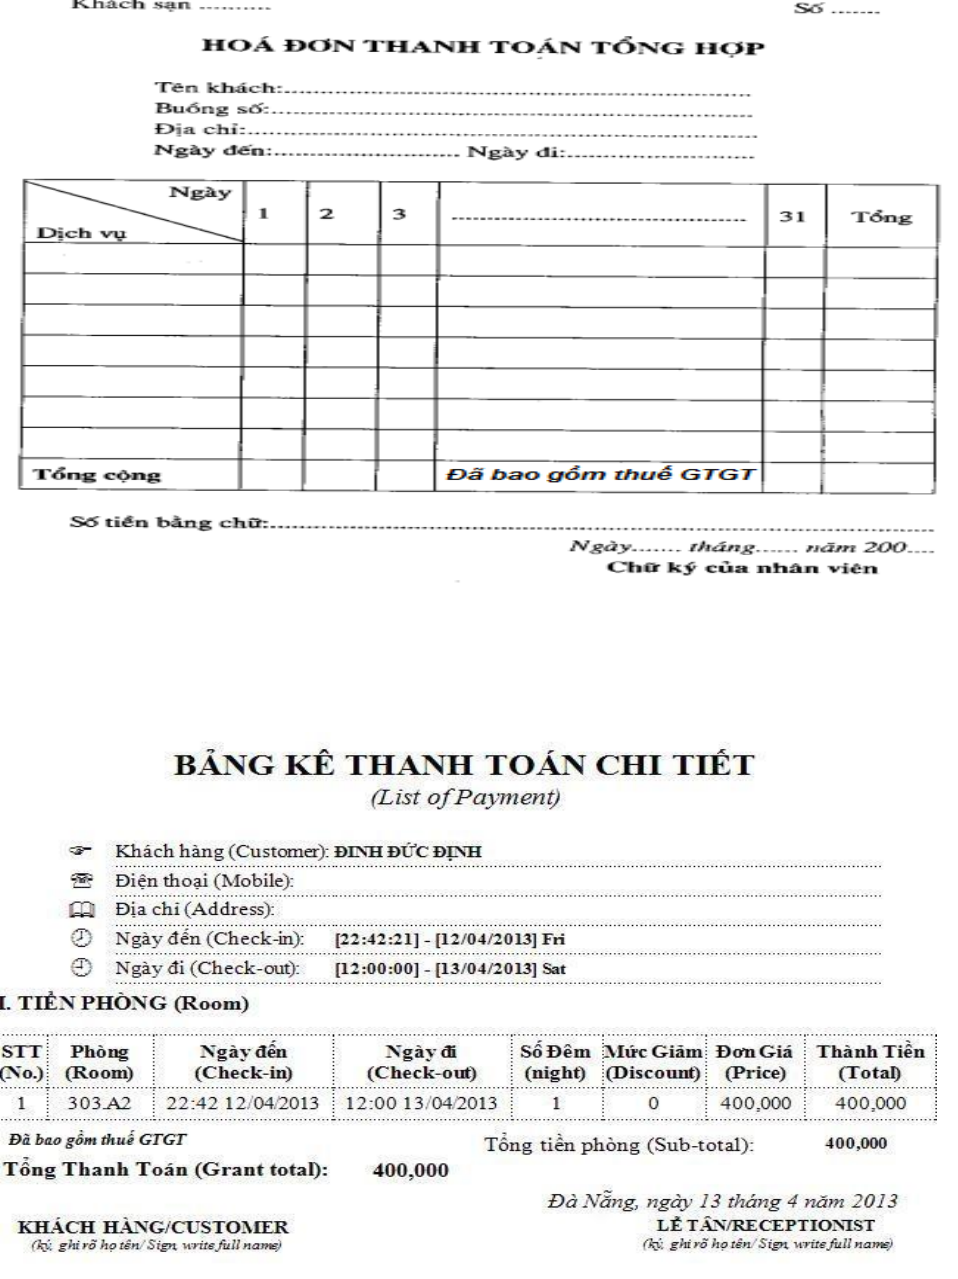 Khách sạn ..........
Số .......
HOÁ ĐƠN THANH TOÁN TỔNG HỢP
Tên khách:..........
Buồng số:..........
Địa chỉ:..........
Ngày đến:.......... Ngày đi:..........
Ngày
Dịch vụ
1 2 3 .......... 31 Tổng
Tổng cộng Đã bao gồm thuế GTGT
Số tiền bằng chữ:..........
Ngày....... tháng...... năm 200....
Chữ ký của nhân viên
BẢNG KÊ THANH TOÁN CHI TIẾT
(List of Payment)
Khách hàng (Customer): ĐINH ĐỨC ĐỊNH
Điện thoại (Mobile):
Địa chỉ (Address):
Ngày đến (Check-in): [22:42:21] - [12/04/2013] Fri
Ngày đi (Check-out): [12:00:00] - [13/04/2013] Sat
I. TIỀN PHÒNG (Room)
STT Phòng Ngày đến Ngày đi Số Đêm Mức Giảm Đơn Giá Thành Tiền
(No.) (Room) (Check-in) (Check-out) (night) (Discount) (Price) (Total)
1 303.A2 22:42 12/04/2013 12:00 13/04/2013 1 0 400,000 400,000
Đã bao gồm thuế GTGT Tổng tiền phòng (Sub-total): 400,000
Tổng Thanh Toán (Grant total): 400,000
Đà Nẵng, ngày 13 tháng 4 năm 2013
KHÁCH HÀNG/CUSTOMER LỄ TÂN/RECEPTIONIST
(ký, ghi rõ họ tên/ Sign, write full name) (ký, ghi rõ họ tên/ Sign, write full name)